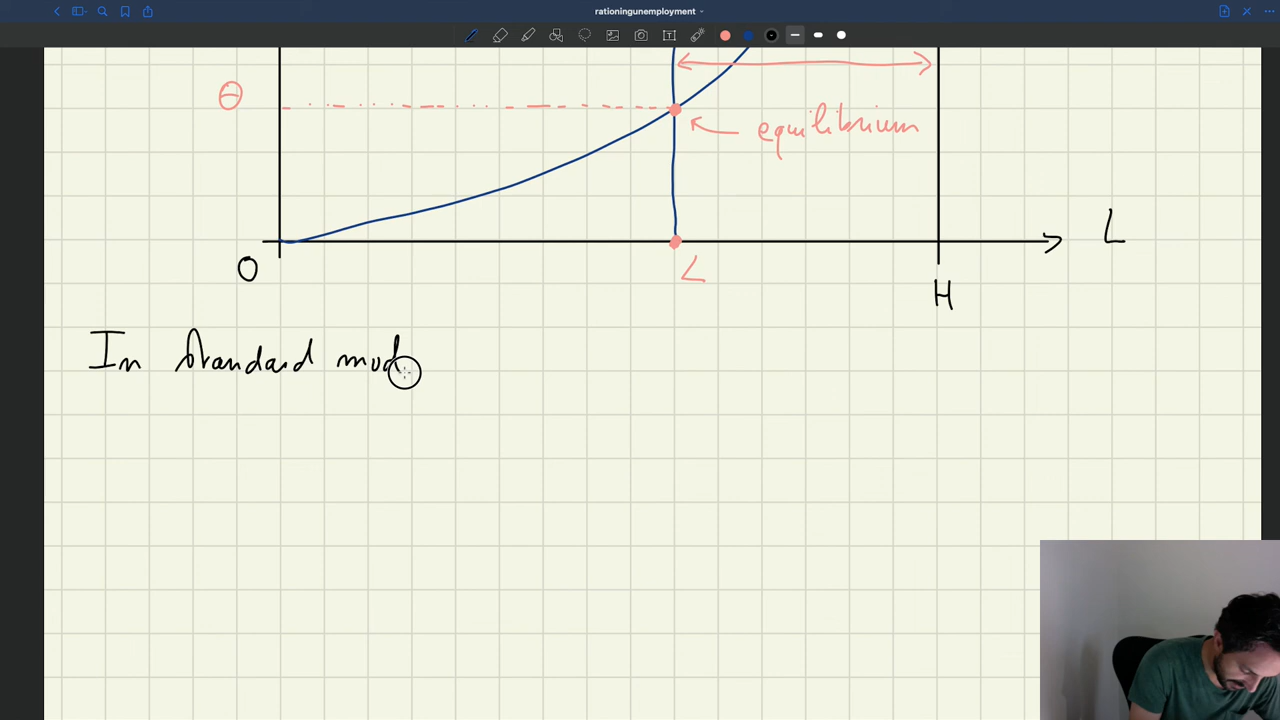 rationingunemployment
θ
equilibrium
L
O
L
H
In standard mod